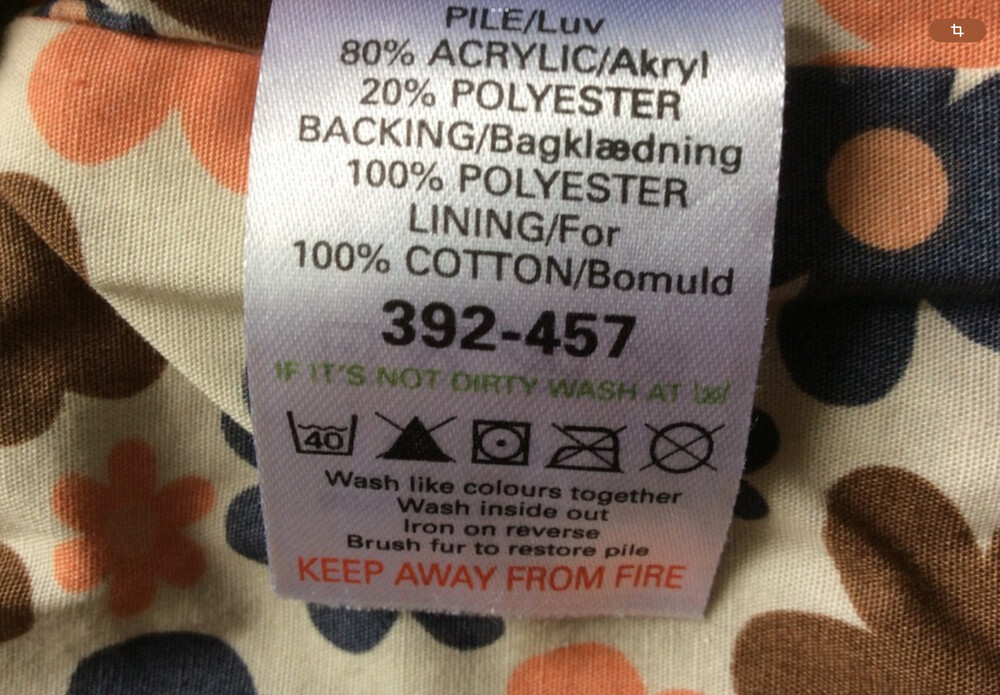 PILE/Luv
80% ACRYLIC/Akryl
20% POLYESTER
BACKING/Bagklædning
100% POLYESTER
LINING/For
100% COTTON/Bomuld
392-457
IF IT'S NOT DIRTY WASH AT 30
40
Wash like colours together
Wash inside out
Iron on reverse
Brush fur to restore pile
KEEP AWAY FROM FIRE